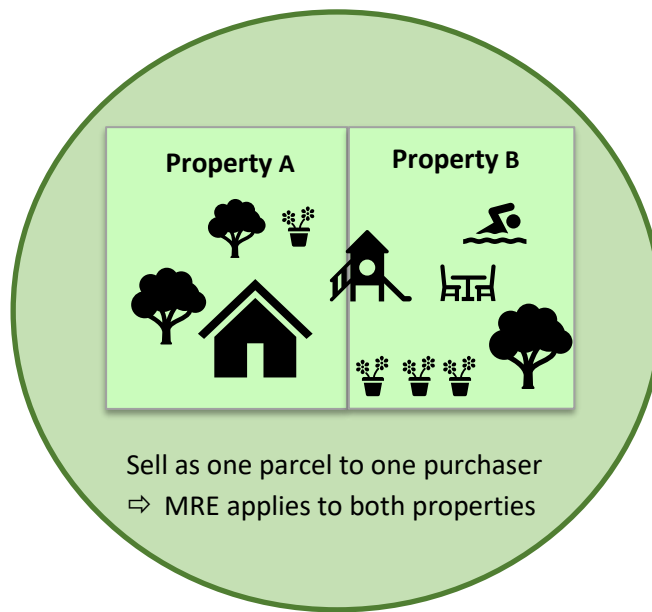 Property A
Property B
Sell as one parcel to one purchaser
⇨ MRE applies to both properties